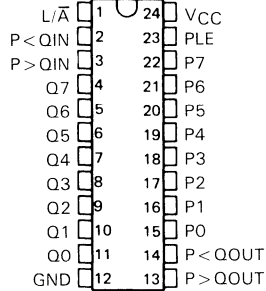 L/A̅ 1 24 VCC
P<QIN 2 23 PLE
P>QIN 3 22 P7
Q7 4 21 P6
Q6 5 20 P5
Q5 6 19 P4
Q4 7 18 P3
Q3 8 17 P2
Q2 9 16 P1
Q1 10 15 P0
Q0 11 14 P<QOUT
GND 12 13 P>QOUT